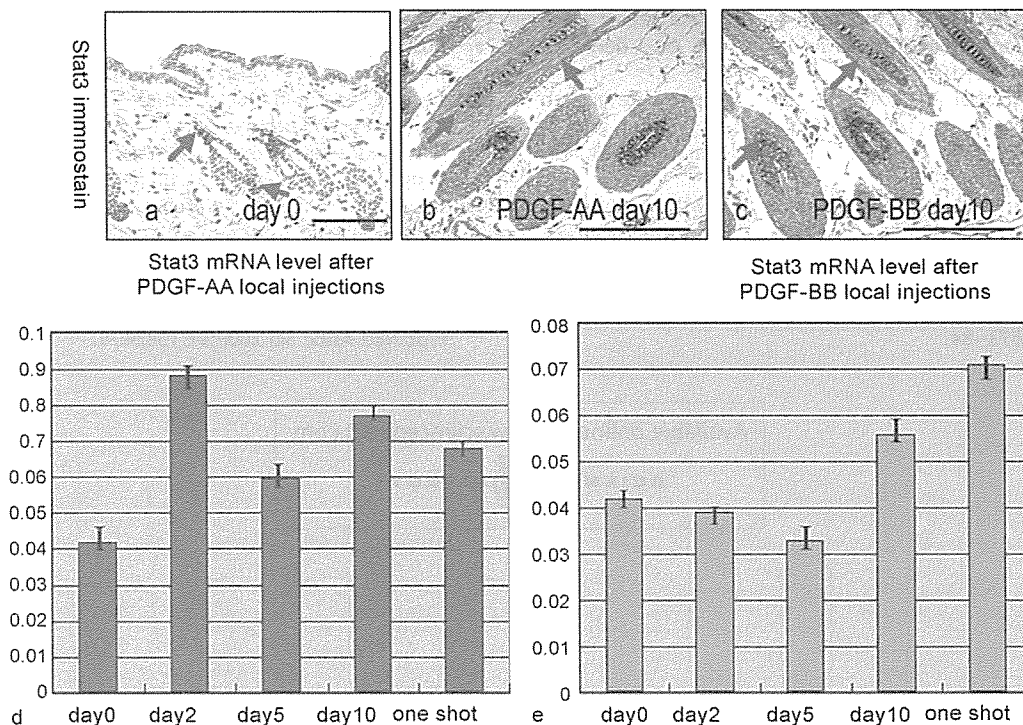 Stat3 immnostain
a day 0
b PDGF-AA day10
c PDGF-BB day10
Stat3 mRNA level after
PDGF-AA local injections
Stat3 mRNA level after
PDGF-BB local injections
0.1
0.9
0.8
0.7
0.06
0.05
0.04
0.03
0.02
0.01
0
d day0 day2 day5 day10 one shot
0.08
0.07
0.06
0.05
0.04
0.03
0.02
0.01
0
e day0 day2 day5 day10 one shot